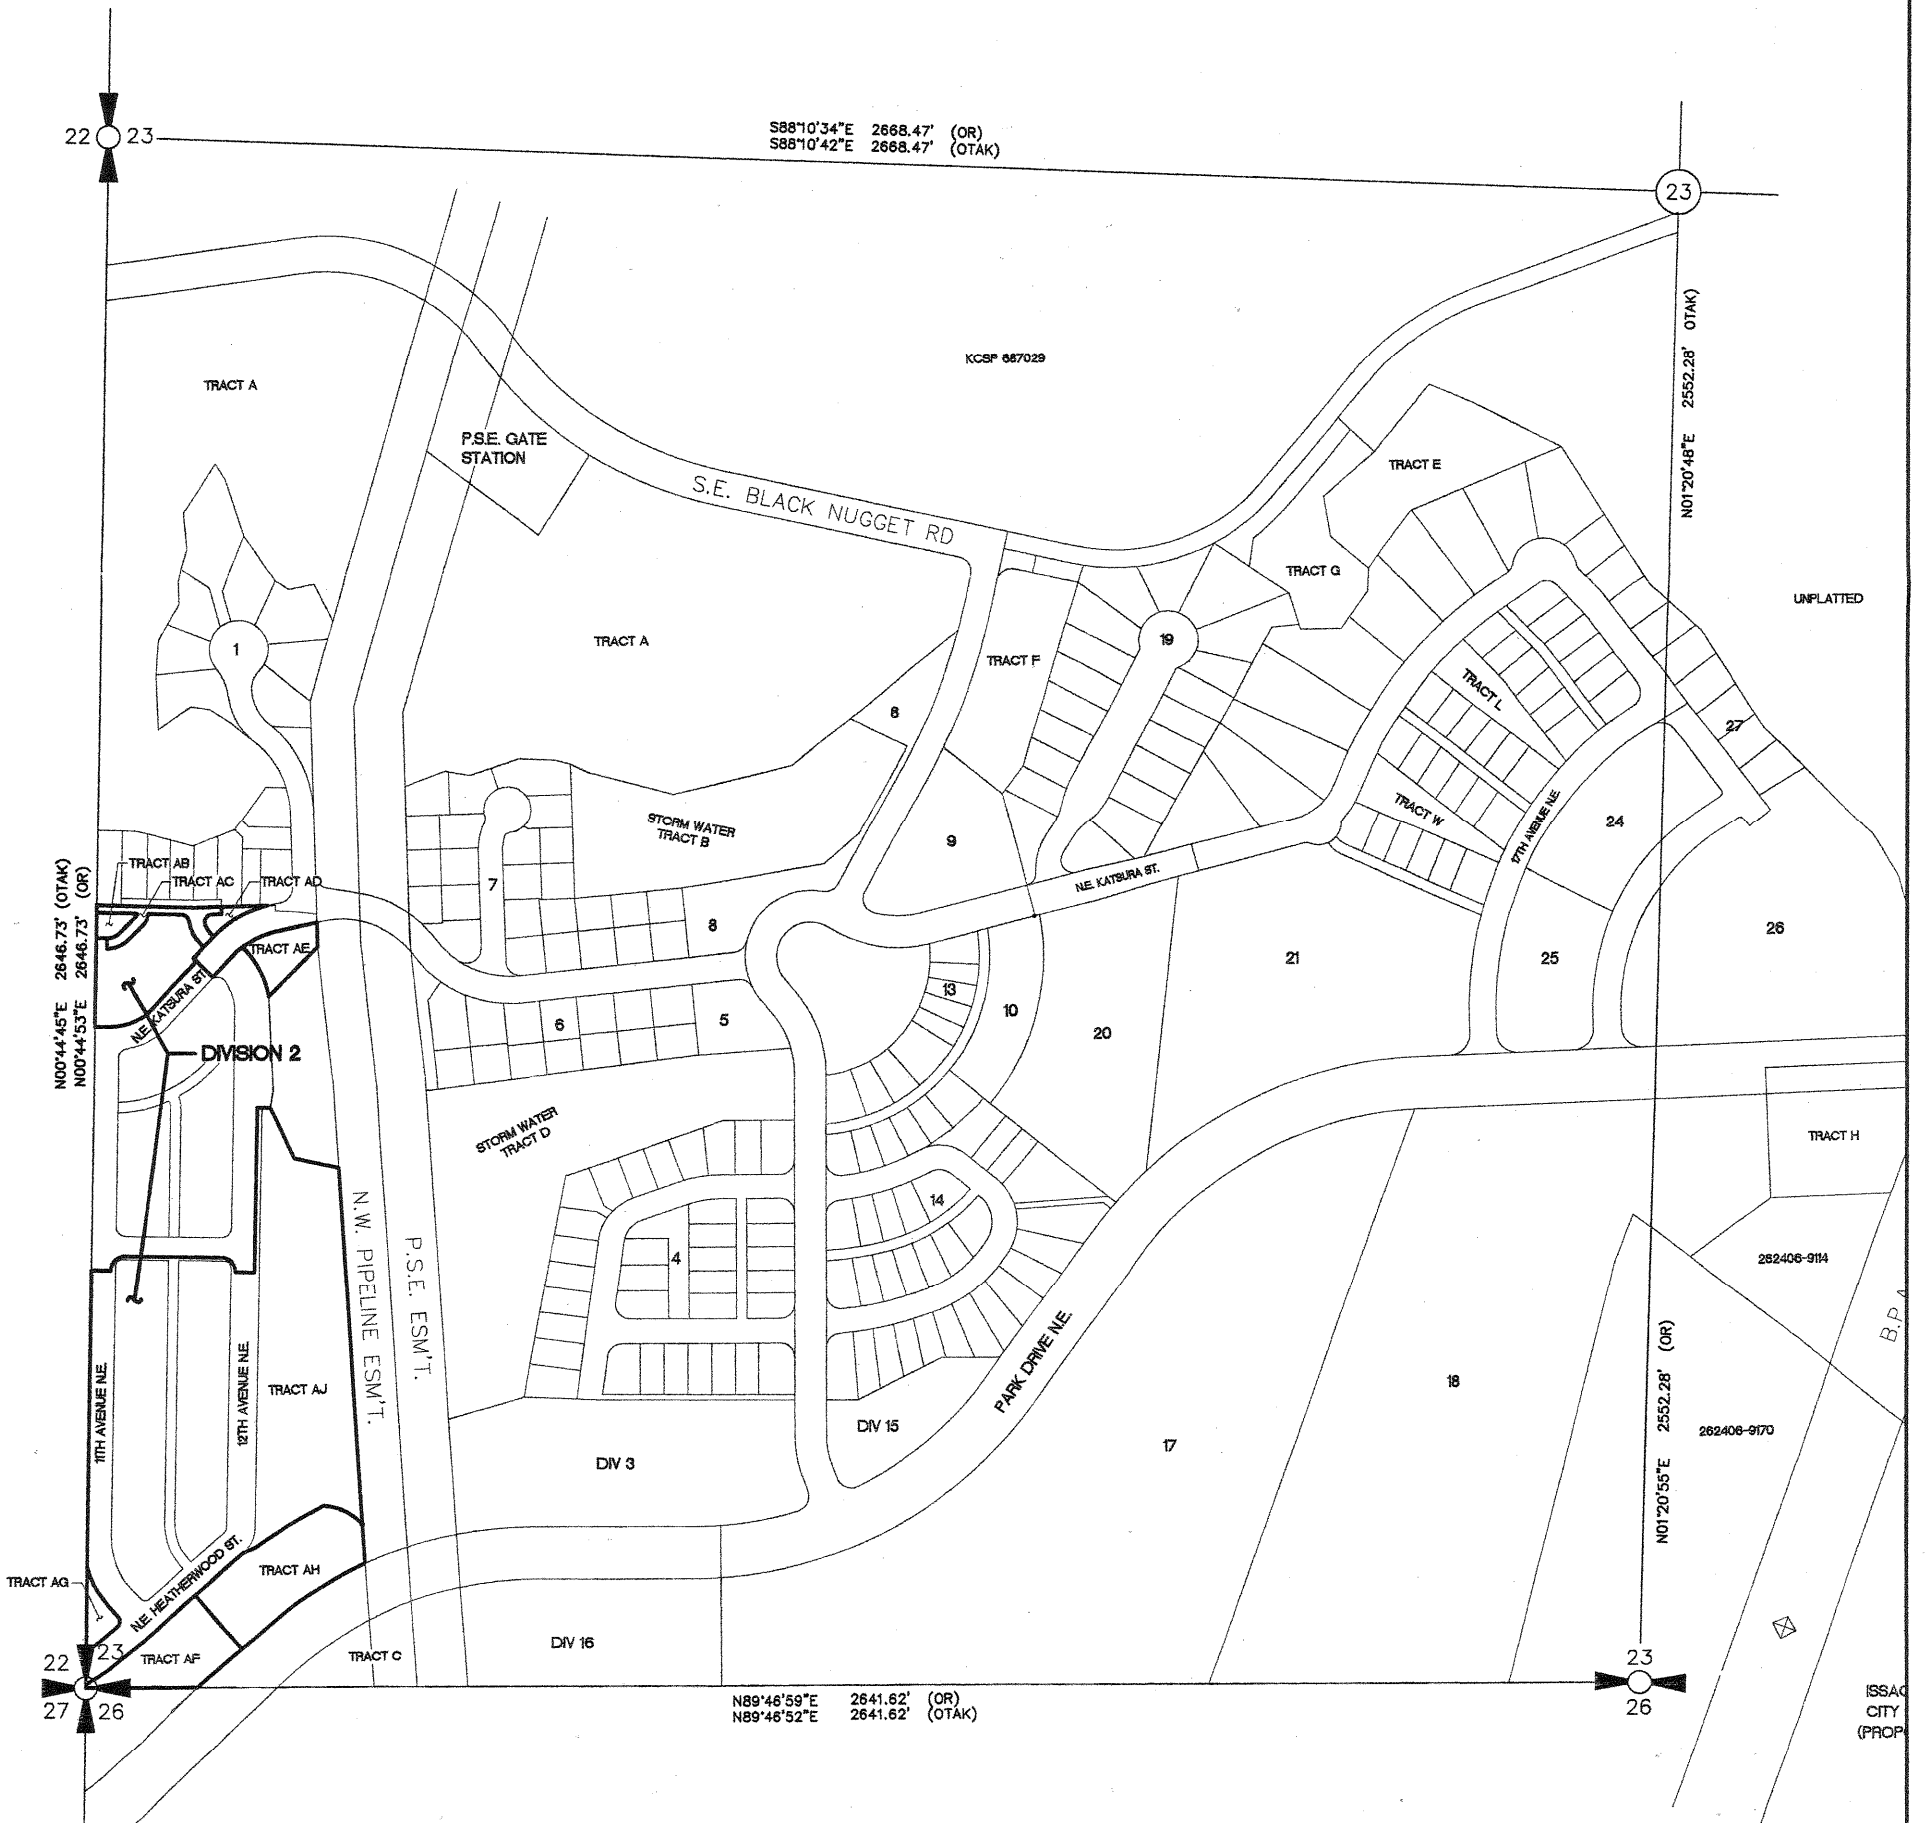 S88°10'34"E 2668.47' (OR)
S88°10'42"E 2668.47' (OTAK)
22 23
23
N01°20'48"E 2552.28' OTAK)
KCSP 687029
TRACT A
P.S.E. GATE
STATION
TRACT E
S.E. BLACK NUGGET RD
TRACT G
UNPLATTED
1
TRACT A
19
TRACT F
TRACT L
6
27
STORM WATER
TRACT B
TRACT W
17TH AVENUE N.E.
24
9
TRACT AB
TRACT AC
TRACT AD
7
N.E. KATSURA ST.
8
26
TRACT AE
21
25
N00°44'45"E 2646.73' (OTAK)
N00°44'53"E 2646.73' (OR)
N.E. KATSURA ST.
13
10
6
5
20
DIVISION 2
STORM WATER
TRACT D
TRACT H
14
N.W. PIPELINE ESM'T.
P.S.E. ESM'T.
4
262406-9114
B.P.A
PARK DRIVE N.E.
N01°20'55"E 2552.28' (OR)
11TH AVENUE N.E.
12TH AVENUE N.E.
TRACT AJ
18
DIV 15
17
262406-9170
DIV 3
TRACT AG
N.E. HEATHERWOOD ST.
TRACT AH
DIV 16
TRACT AF
TRACT C
22 23
27 26
23
26
N89°46'59"E 2641.62' (OR)
N89°46'52"E 2641.62' (OTAK)
ISSAQ
CITY
(PROP